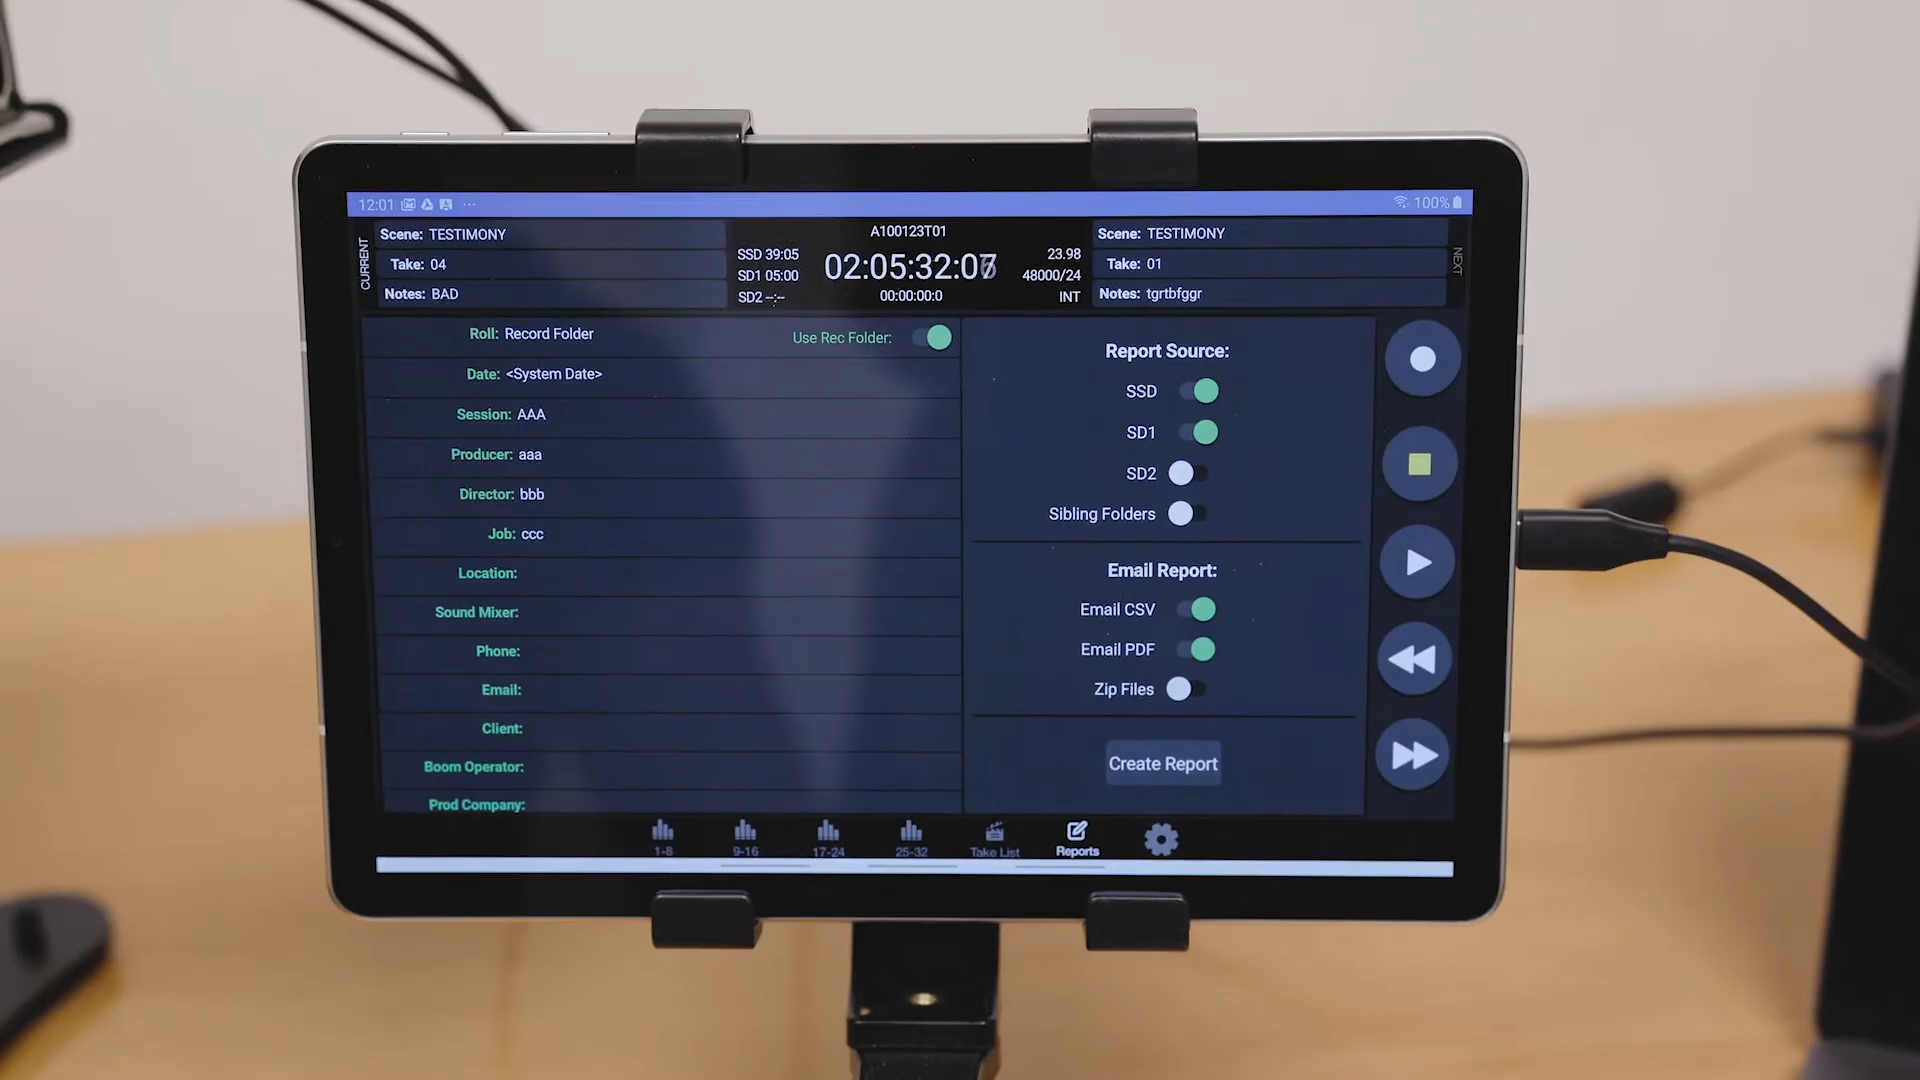 12:01 ... 100%
CURRENT
Scene: TESTIMONY
Take: 04
Notes: BAD
SSD 39:05
SD1 05:00
SD2 --:--
A100123T01
00:00:00:0
23.98
48000/24
INT
Scene: TESTIMONY
Take: 01
Notes: tgrtbfggr
NEXT
Roll: Record Folder
Use Rec Folder:
Date: <System Date>
Session: AAA
Producer: aaa
Director: bbb
Job: ccc
Location:
Sound Mixer:
Phone:
Email:
Client:
Boom Operator:
Prod Company:
Report Source:
SSD
SD1
SD2
Sibling Folders
Email Report:
Email CSV
Email PDF
Zip Files
Create Report
1-8
9-16
17-24
25-32
Take List
Reports